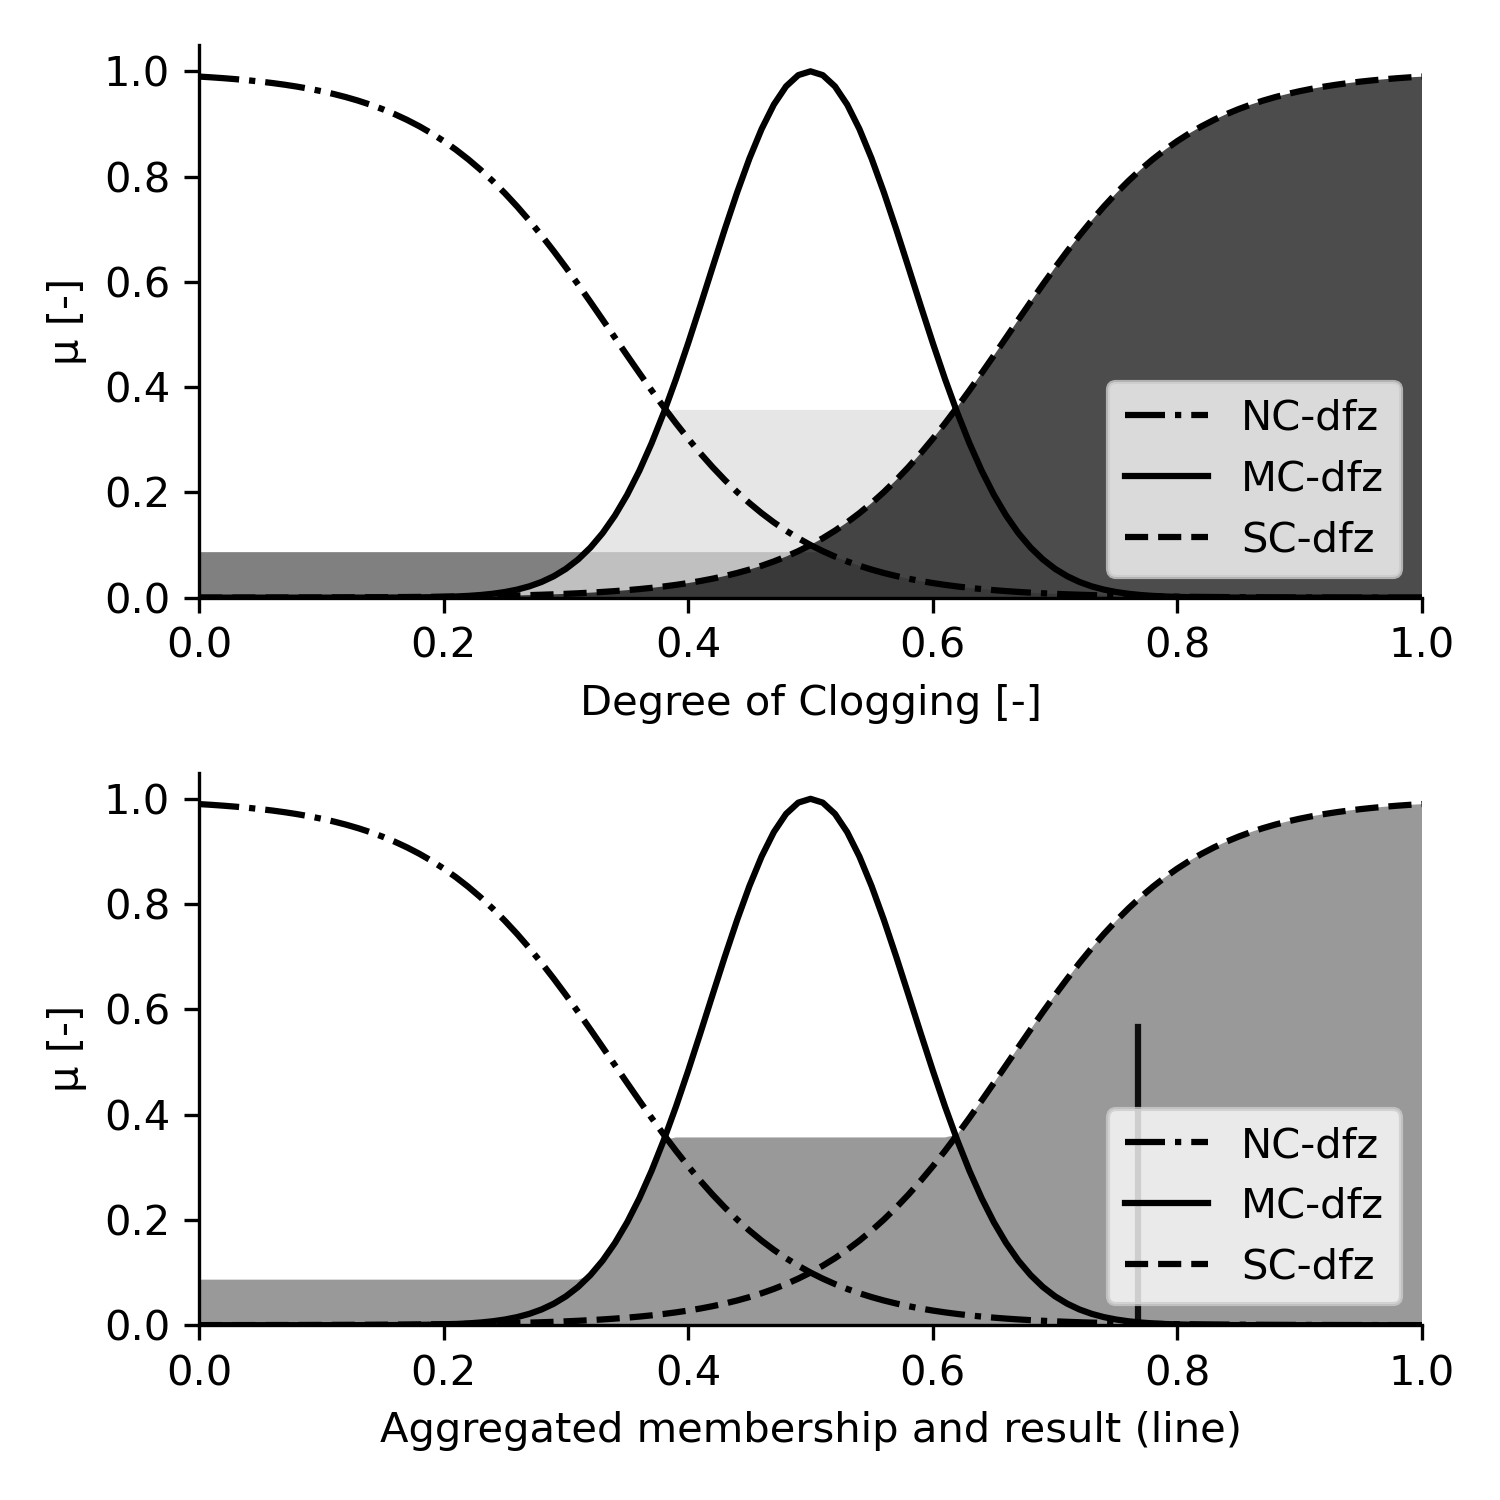 1.0
0.8
0.6
0.4
0.2
0.0
μ [-]
0.0 0.2 0.4 0.6 0.8 1.0
Degree of Clogging [-]
NC-dfz
MC-dfz
SC-dfz
1.0
0.8
0.6
0.4
0.2
0.0
μ [-]
0.0 0.2 0.4 0.6 0.8 1.0
Aggregated membership and result (line)
NC-dfz
MC-dfz
SC-dfz